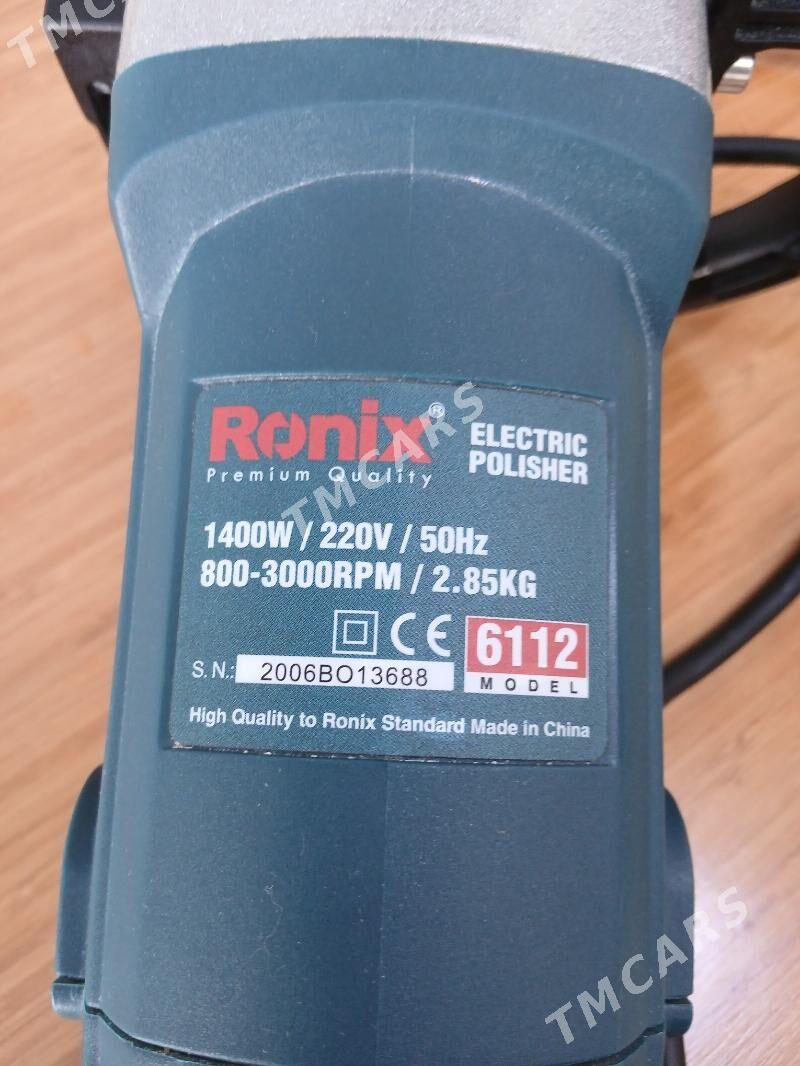 TMCARS
Ronix®
Premium Quality
ELECTRIC
POLISHER
TMCARS
1400W / 220V / 50Hz
800-3000RPM / 2.85KG
CE
6112
MODEL
S.N.: 2006BO13688
High Quality to Ronix Standard Made in China
TMCARS